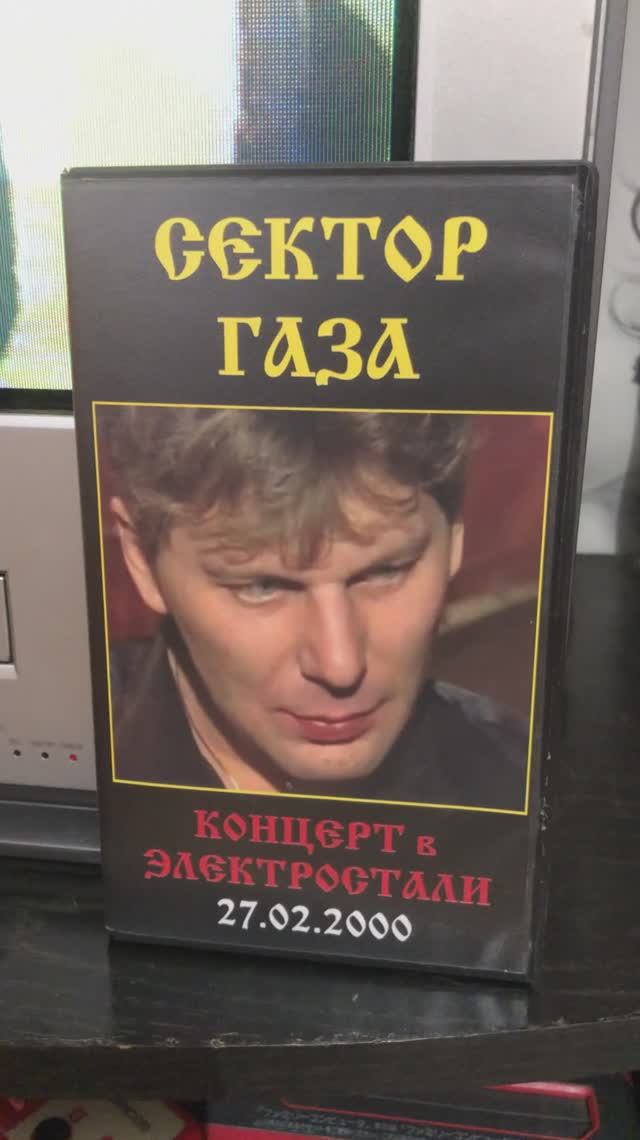 СЕКТОР
ГАЗА
КОНЦЕРТ в
ЭЛЕКТРОСТАЛИ
27.02.2000